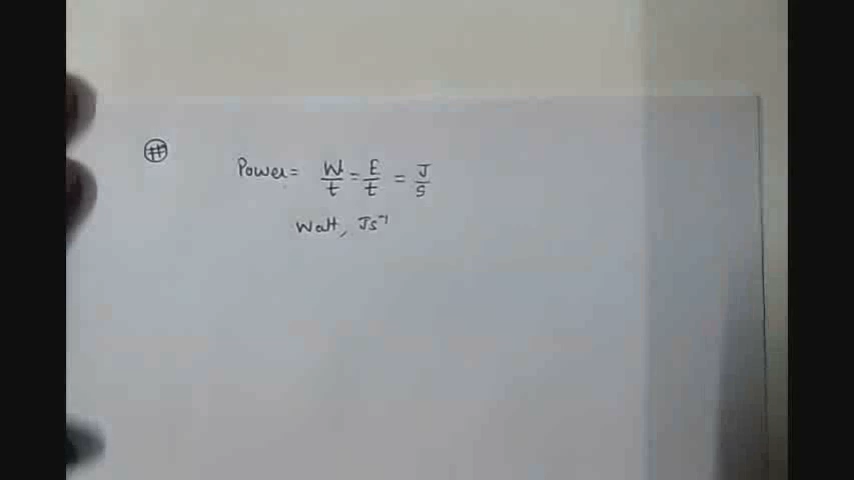 # Power = W/t = E/t = J/s
Watt, Js⁻¹